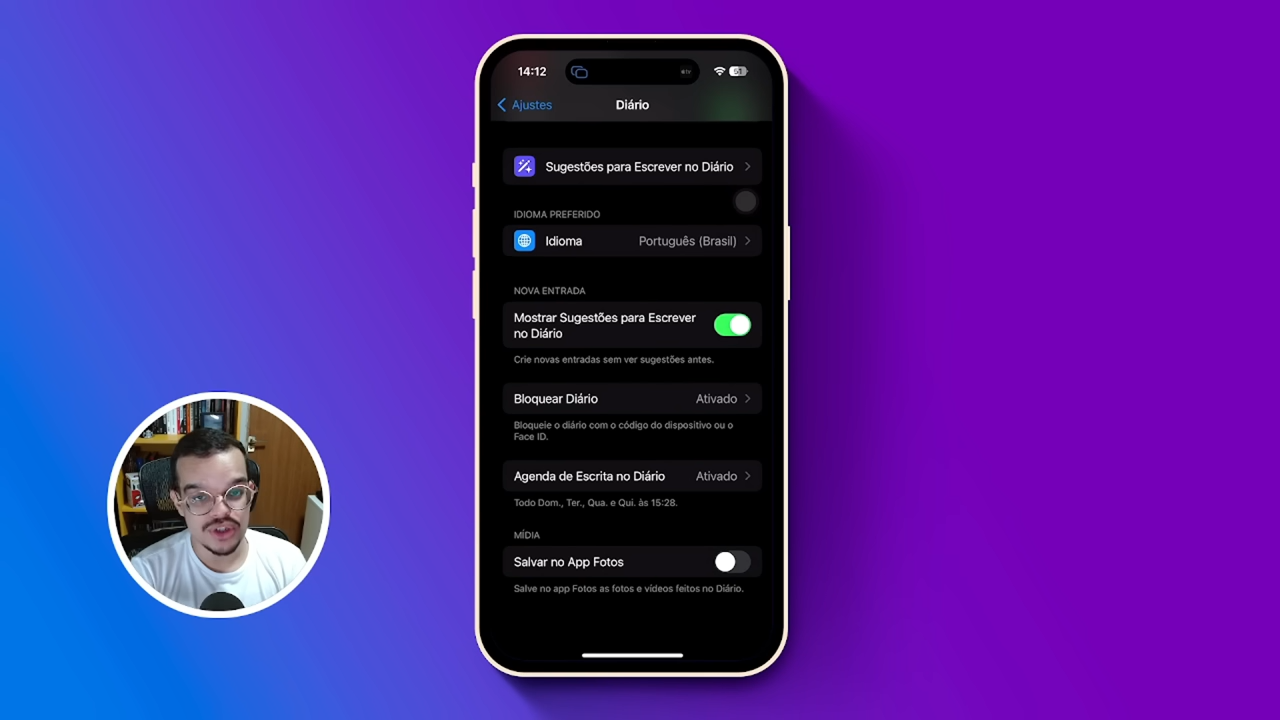 14:12
51
Ajustes
Diário
Sugestões para Escrever no Diário
IDIOMA PREFERIDO
Idioma
Português (Brasil)
NOVA ENTRADA
Mostrar Sugestões para Escrever
no Diário
Crie novas entradas sem ver sugestões antes.
Bloquear Diário
Ativado
Bloqueie o diário com o código do dispositivo ou o
Face ID.
Agenda de Escrita no Diário
Ativado
Todo Dom., Ter., Qua. e Qui. às 15:28.
MÍDIA
Salvar no App Fotos
Salve no app Fotos as fotos e vídeos feitos no Diário.